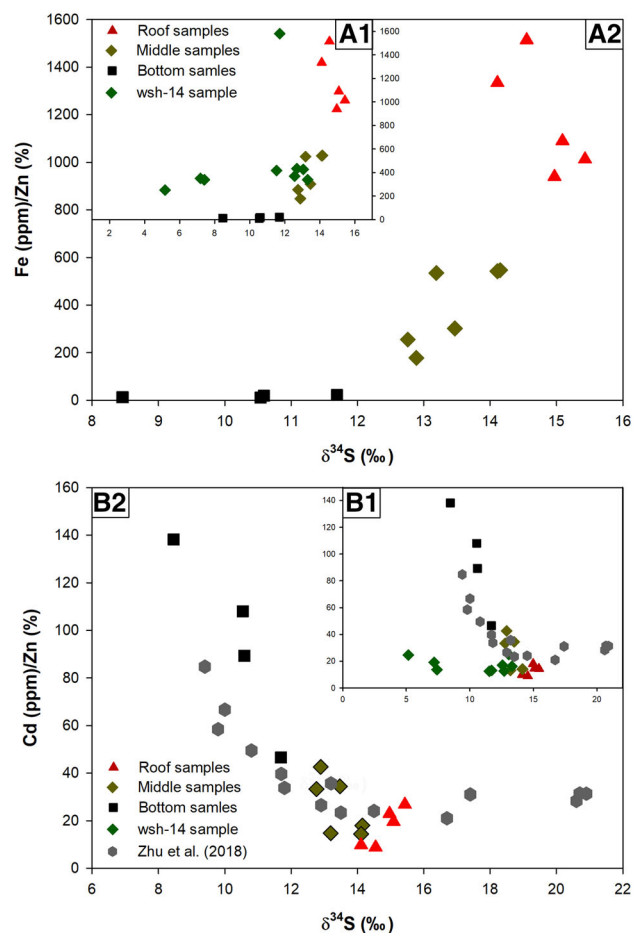 1600
1400
1200
1000
800
600
400
200
0
Fe (ppm)/Zn (%)
Roof samples
Middle samples
Bottom samles
wsh-14 sample
A1
A2
1600
1400
1200
1000
800
600
400
200
0
2 4 6 8 10 12 14 16
8 9 10 11 12 13 14 15 16
δ34S (‰)
160
140
120
100
80
60
40
20
0
Cd (ppm)/Zn (%)
B2
B1
140
120
100
80
60
40
20
0
0 5 10 15 20
Roof samples
Middle samples
Bottom samles
wsh-14 sample
Zhu et al. (2018)
6 8 10 12 14 16 18 20 22
δ34S (‰)